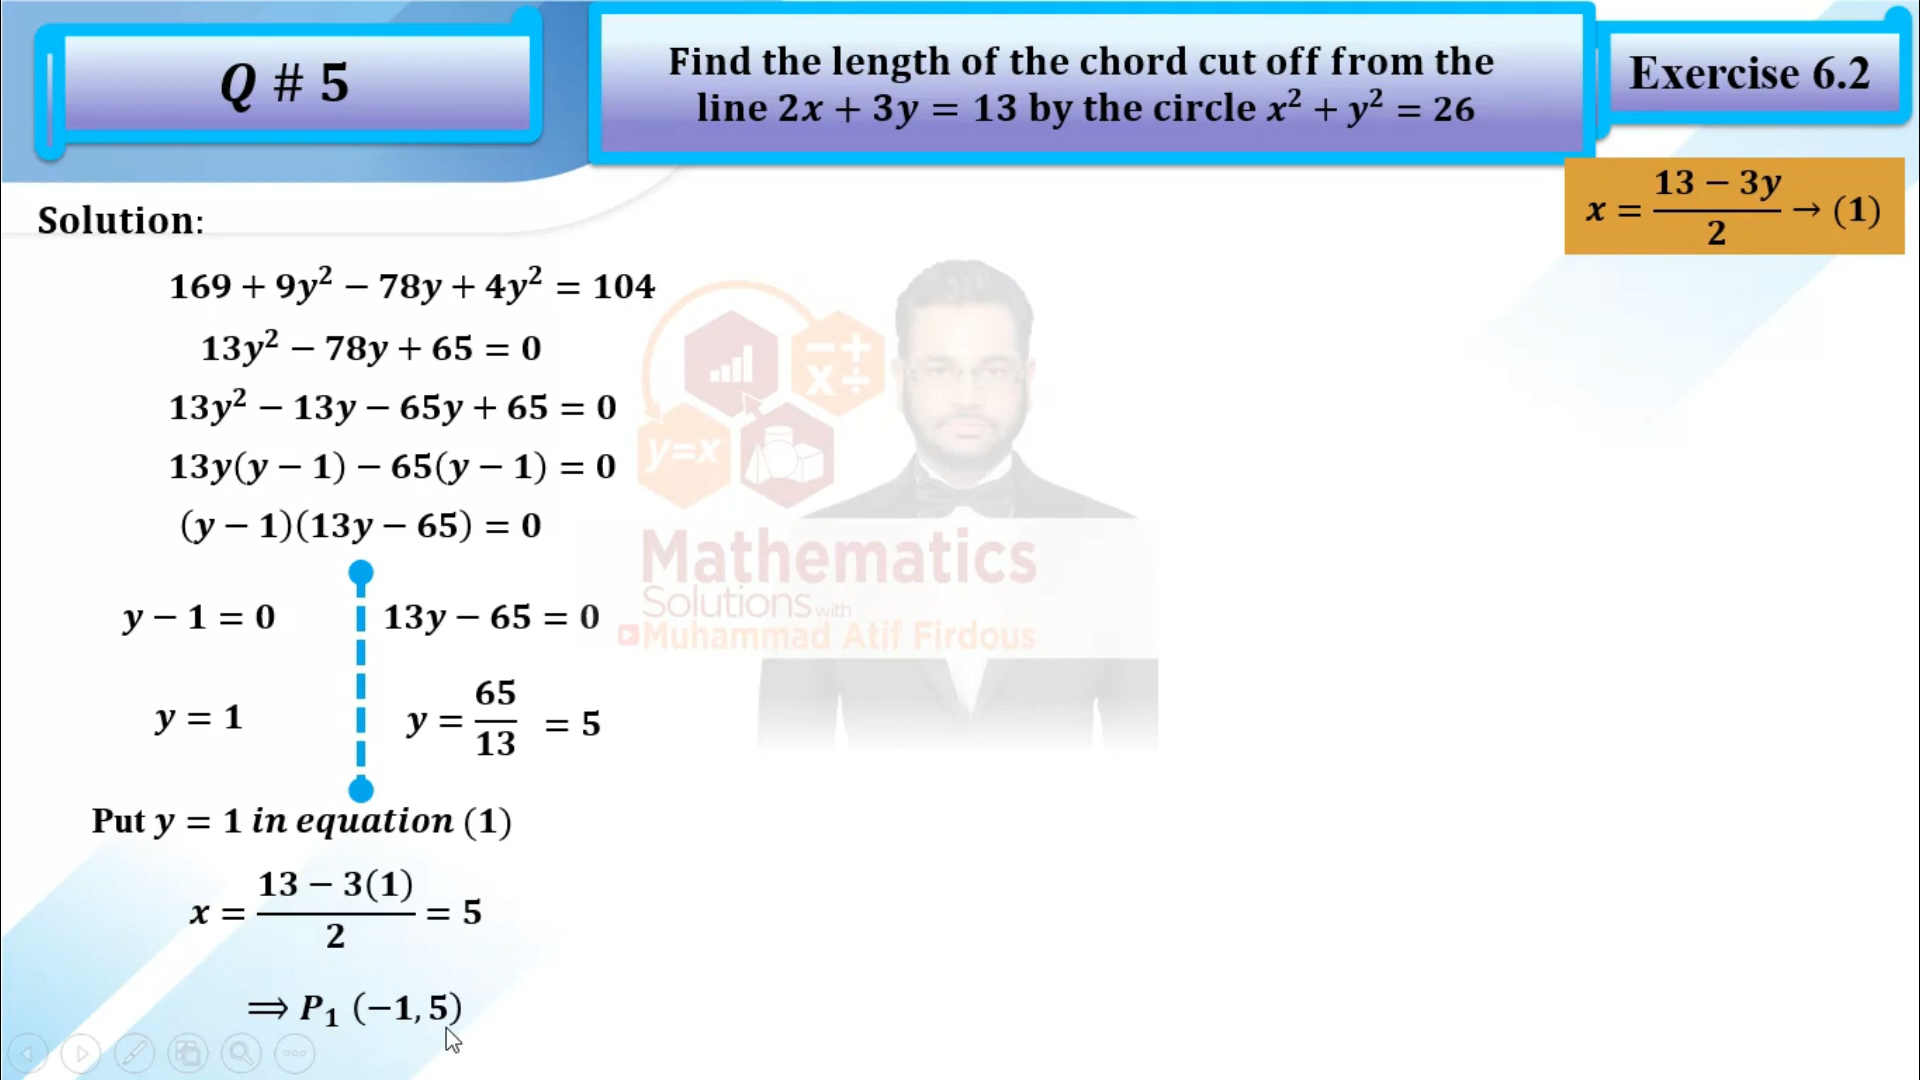 Q # 5
Find the length of the chord cut off from the
line 2x + 3y = 13 by the circle x² + y² = 26
Exercise 6.2
x = (13 − 3y)/2 → (1)
Solution:
169 + 9y² − 78y + 4y² = 104
13y² − 78y + 65 = 0
13y² − 13y − 65y + 65 = 0
13y(y − 1) − 65(y − 1) = 0
(y − 1)(13y − 65) = 0
y − 1 = 0
13y − 65 = 0
y = 1
y = 65/13 = 5
Put y = 1 in equation (1)
x = (13 − 3(1))/2 = 5
⟹ P₁ (−1, 5)
y=x
Mathematics
Solutions with
Muhammad Atif Firdous